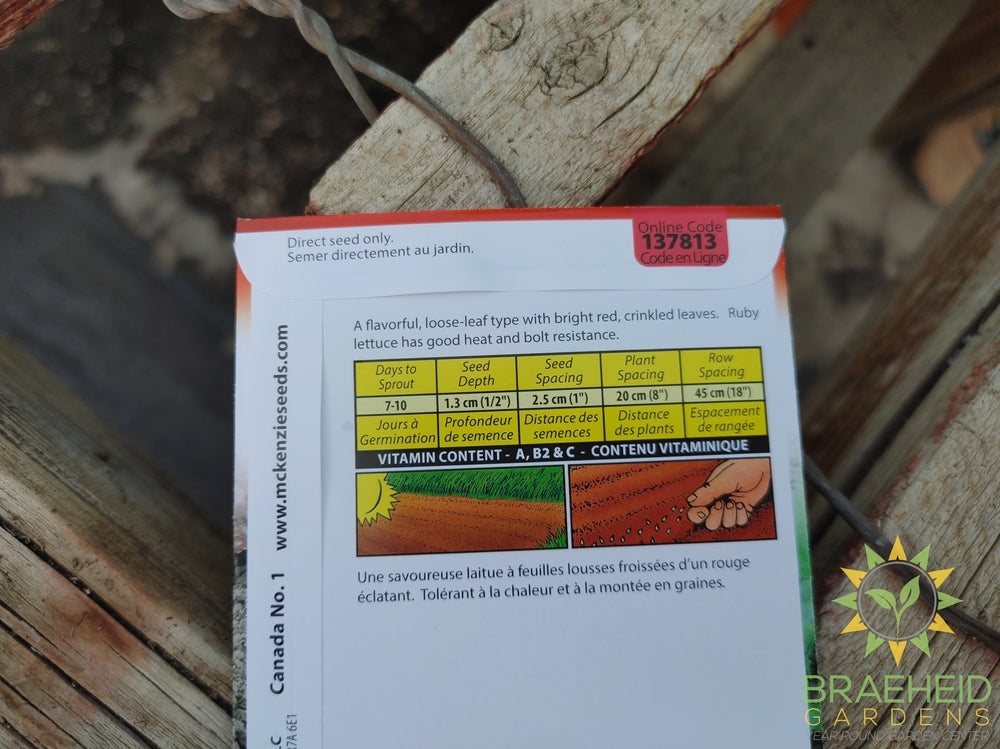 Direct seed only.
Semer directement au jardin.
Online Code
137813
Code en Ligne
A flavorful, loose-leaf type with bright red, crinkled leaves. Ruby
lettuce has good heat and bolt resistance.
Days to Sprout
Seed Depth
Seed Spacing
Plant Spacing
Row Spacing
7-10
1.3 cm (1/2")
2.5 cm (1")
20 cm (8")
45 cm (18")
Jours à Germination
Profondeur de semence
Distance des semences
Distance des plants
Espacement de rangée
VITAMIN CONTENT - A, B2 & C - CONTENU VITAMINIQUE
Une savoureuse laitue à feuilles lousses froissées d'un rouge
éclatant. Tolérant à la chaleur et à la montée en graines.
Canada No. 1 www.mckenzieseeds.com
BRAEHEID
GARDENS
YEAR ROUND GARDEN CENTER